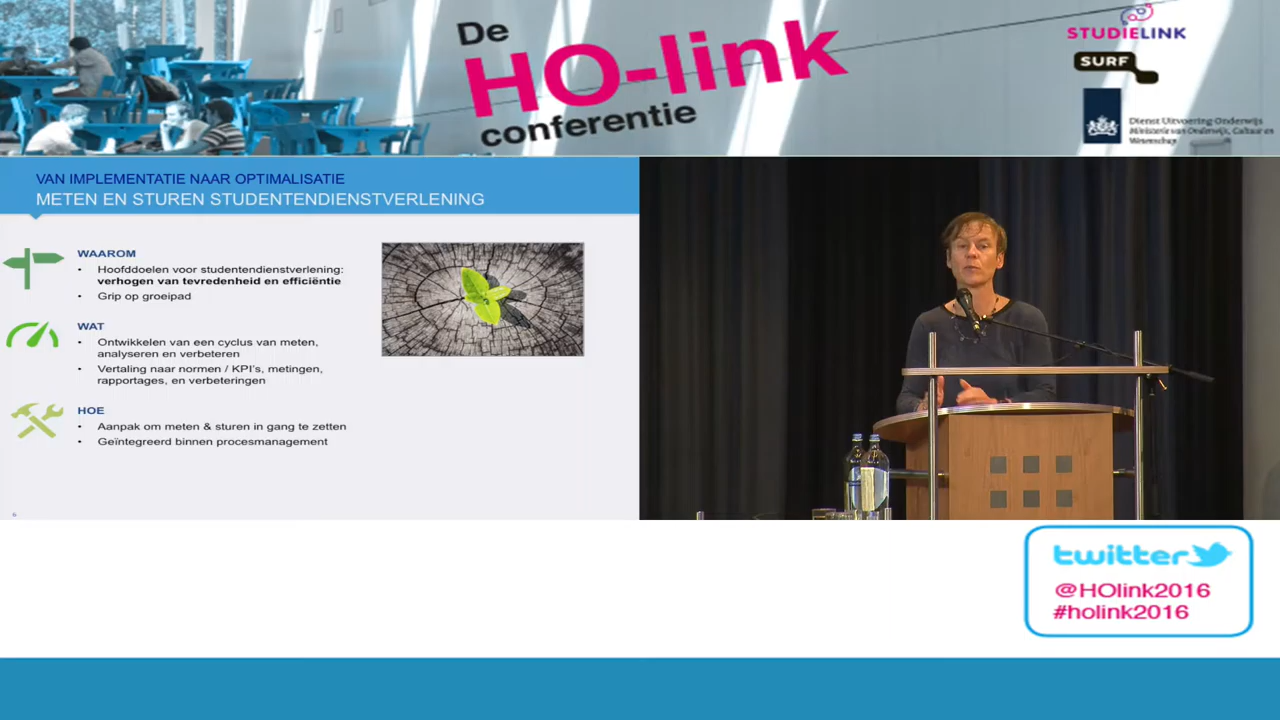 De
HO-link
conferentie
STUDIELINK
SURF
Dienst Uitvoering Onderwijs
Ministerie van Onderwijs, Cultuur en
Wetenschap
VAN IMPLEMENTATIE NAAR OPTIMALISATIE
METEN EN STUREN STUDENTENDIENSTVERLENING
WAAROM
• Hoofddoelen voor studentendienstverlening:
verhogen van tevredenheid en efficiëntie
• Grip op groeipad
WAT
• Ontwikkelen van een cyclus van meten,
analyseren en verbeteren
• Vertaling naar normen / KPI's, metingen,
rapportages, en verbeteringen
HOE
• Aanpak om meten & sturen in gang te zetten
• Geïntegreerd binnen procesmanagement
twitter
@HOlink2016
#holink2016